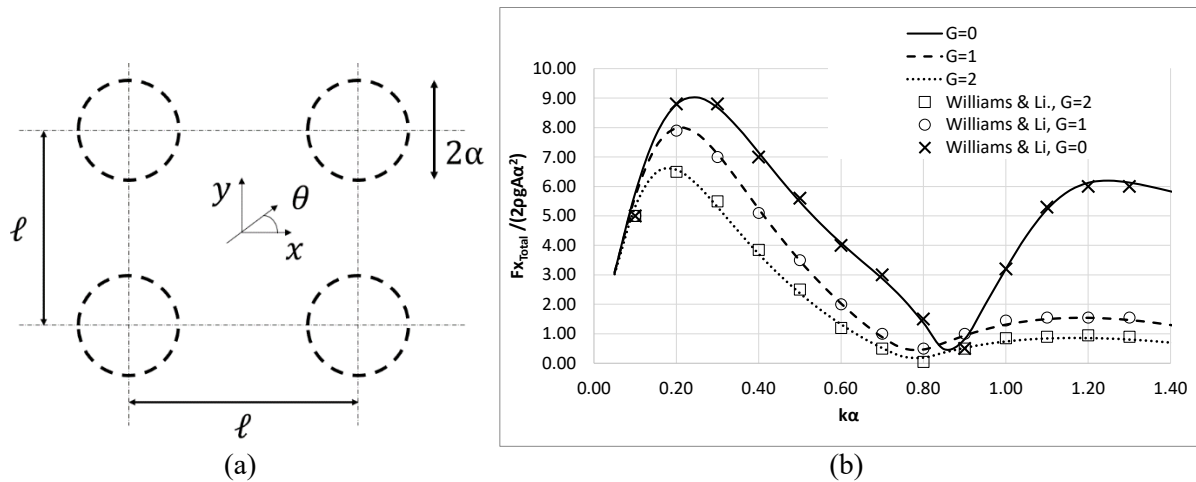 2α
y
θ
x
ℓ
ℓ
(a)
G=0
G=1
G=2
Williams & Li., G=2
Williams & Li, G=1
Williams & Li, G=0
10.00
9.00
8.00
7.00
6.00
5.00
4.00
3.00
2.00
1.00
0.00
Fx_Total /(2ρgAα²)
0.00 0.20 0.40 0.60 0.80 1.00 1.20 1.40
kα
(b)